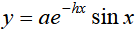 y = ae^{-hx} sin x